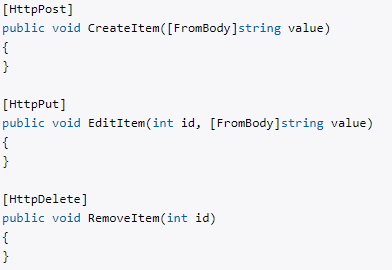 [HttpPost]
public void CreateItem([FromBody]string value)
{
}
[HttpPut]
public void EditItem(int id, [FromBody]string value)
{
}
[HttpDelete]
public void RemoveItem(int id)
{
}